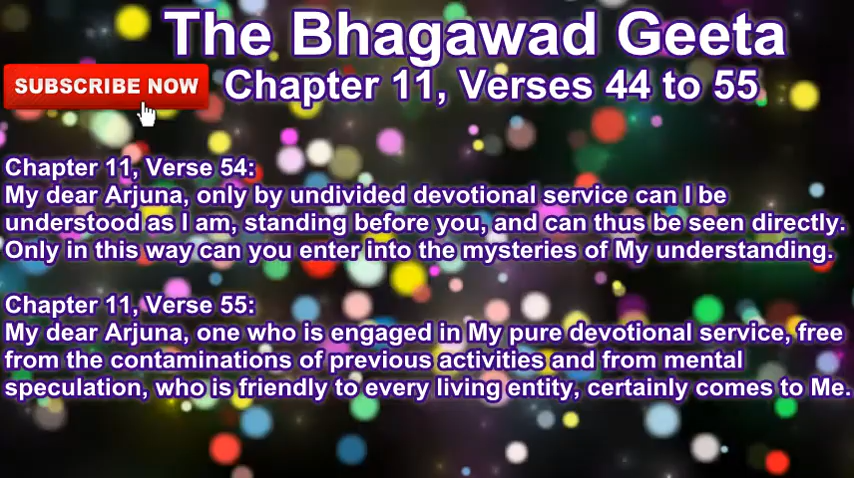 The Bhagawad Geeta
SUBSCRIBE NOW
Chapter 11, Verses 44 to 55
Chapter 11, Verse 54:
My dear Arjuna, only by undivided devotional service can I be
understood as I am, standing before you, and can thus be seen directly.
Only in this way can you enter into the mysteries of My understanding.
Chapter 11, Verse 55:
My dear Arjuna, one who is engaged in My pure devotional service, free
from the contaminations of previous activities and from mental
speculation, who is friendly to every living entity, certainly comes to Me.